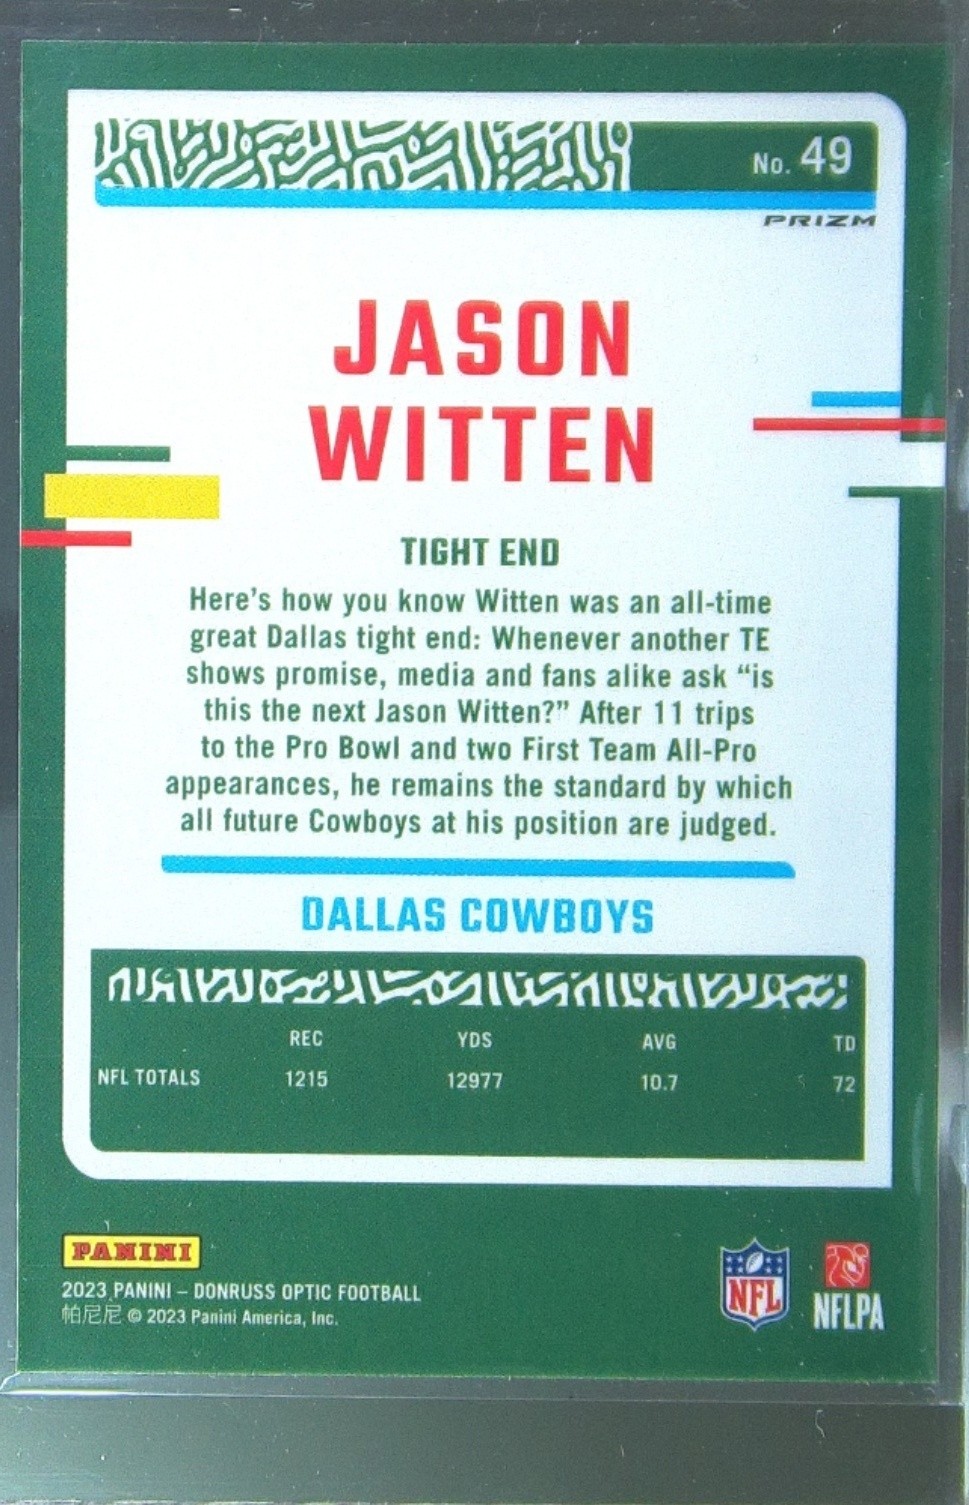 No. 49
PRIZM
JASON
WITTEN
TIGHT END
Here's how you know Witten was an all-time
great Dallas tight end: Whenever another TE
shows promise, media and fans alike ask “is
this the next Jason Witten?” After 11 trips
to the Pro Bowl and two First Team All-Pro
appearances, he remains the standard by which
all future Cowboys at his position are judged.
DALLAS COWBOYS
REC YDS AVG TD
NFL TOTALS 1215 12977 10.7 72
PANINI
2023 PANINI – DONRUSS OPTIC FOOTBALL
帕尼尼 © 2023 Panini America, Inc.
NFL
NFLPA